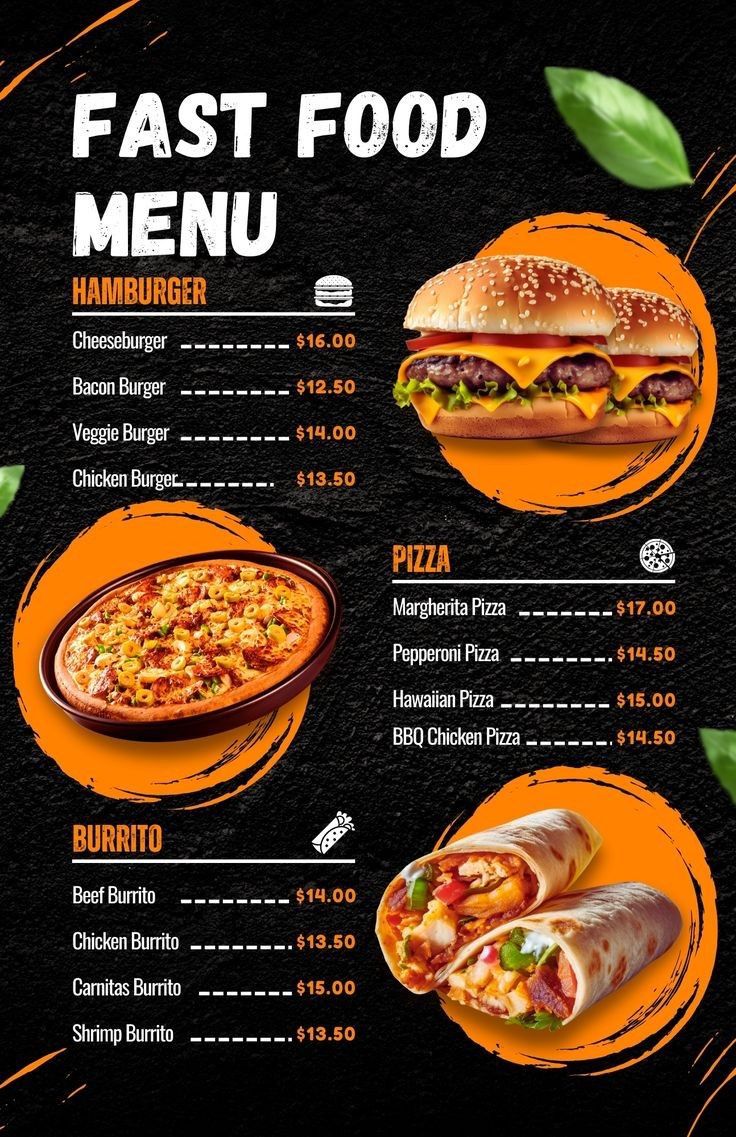 FAST FOOD
MENU
HAMBURGER
Cheeseburger $16.00
Bacon Burger $12.50
Veggie Burger $14.00
Chicken Burger $13.50
PIZZA
Margherita Pizza $17.00
Pepperoni Pizza $14.50
Hawaiian Pizza $15.00
BBQ Chicken Pizza $14.50
BURRITO
Beef Burrito $14.00
Chicken Burrito $13.50
Carnitas Burrito $15.00
Shrimp Burrito $13.50